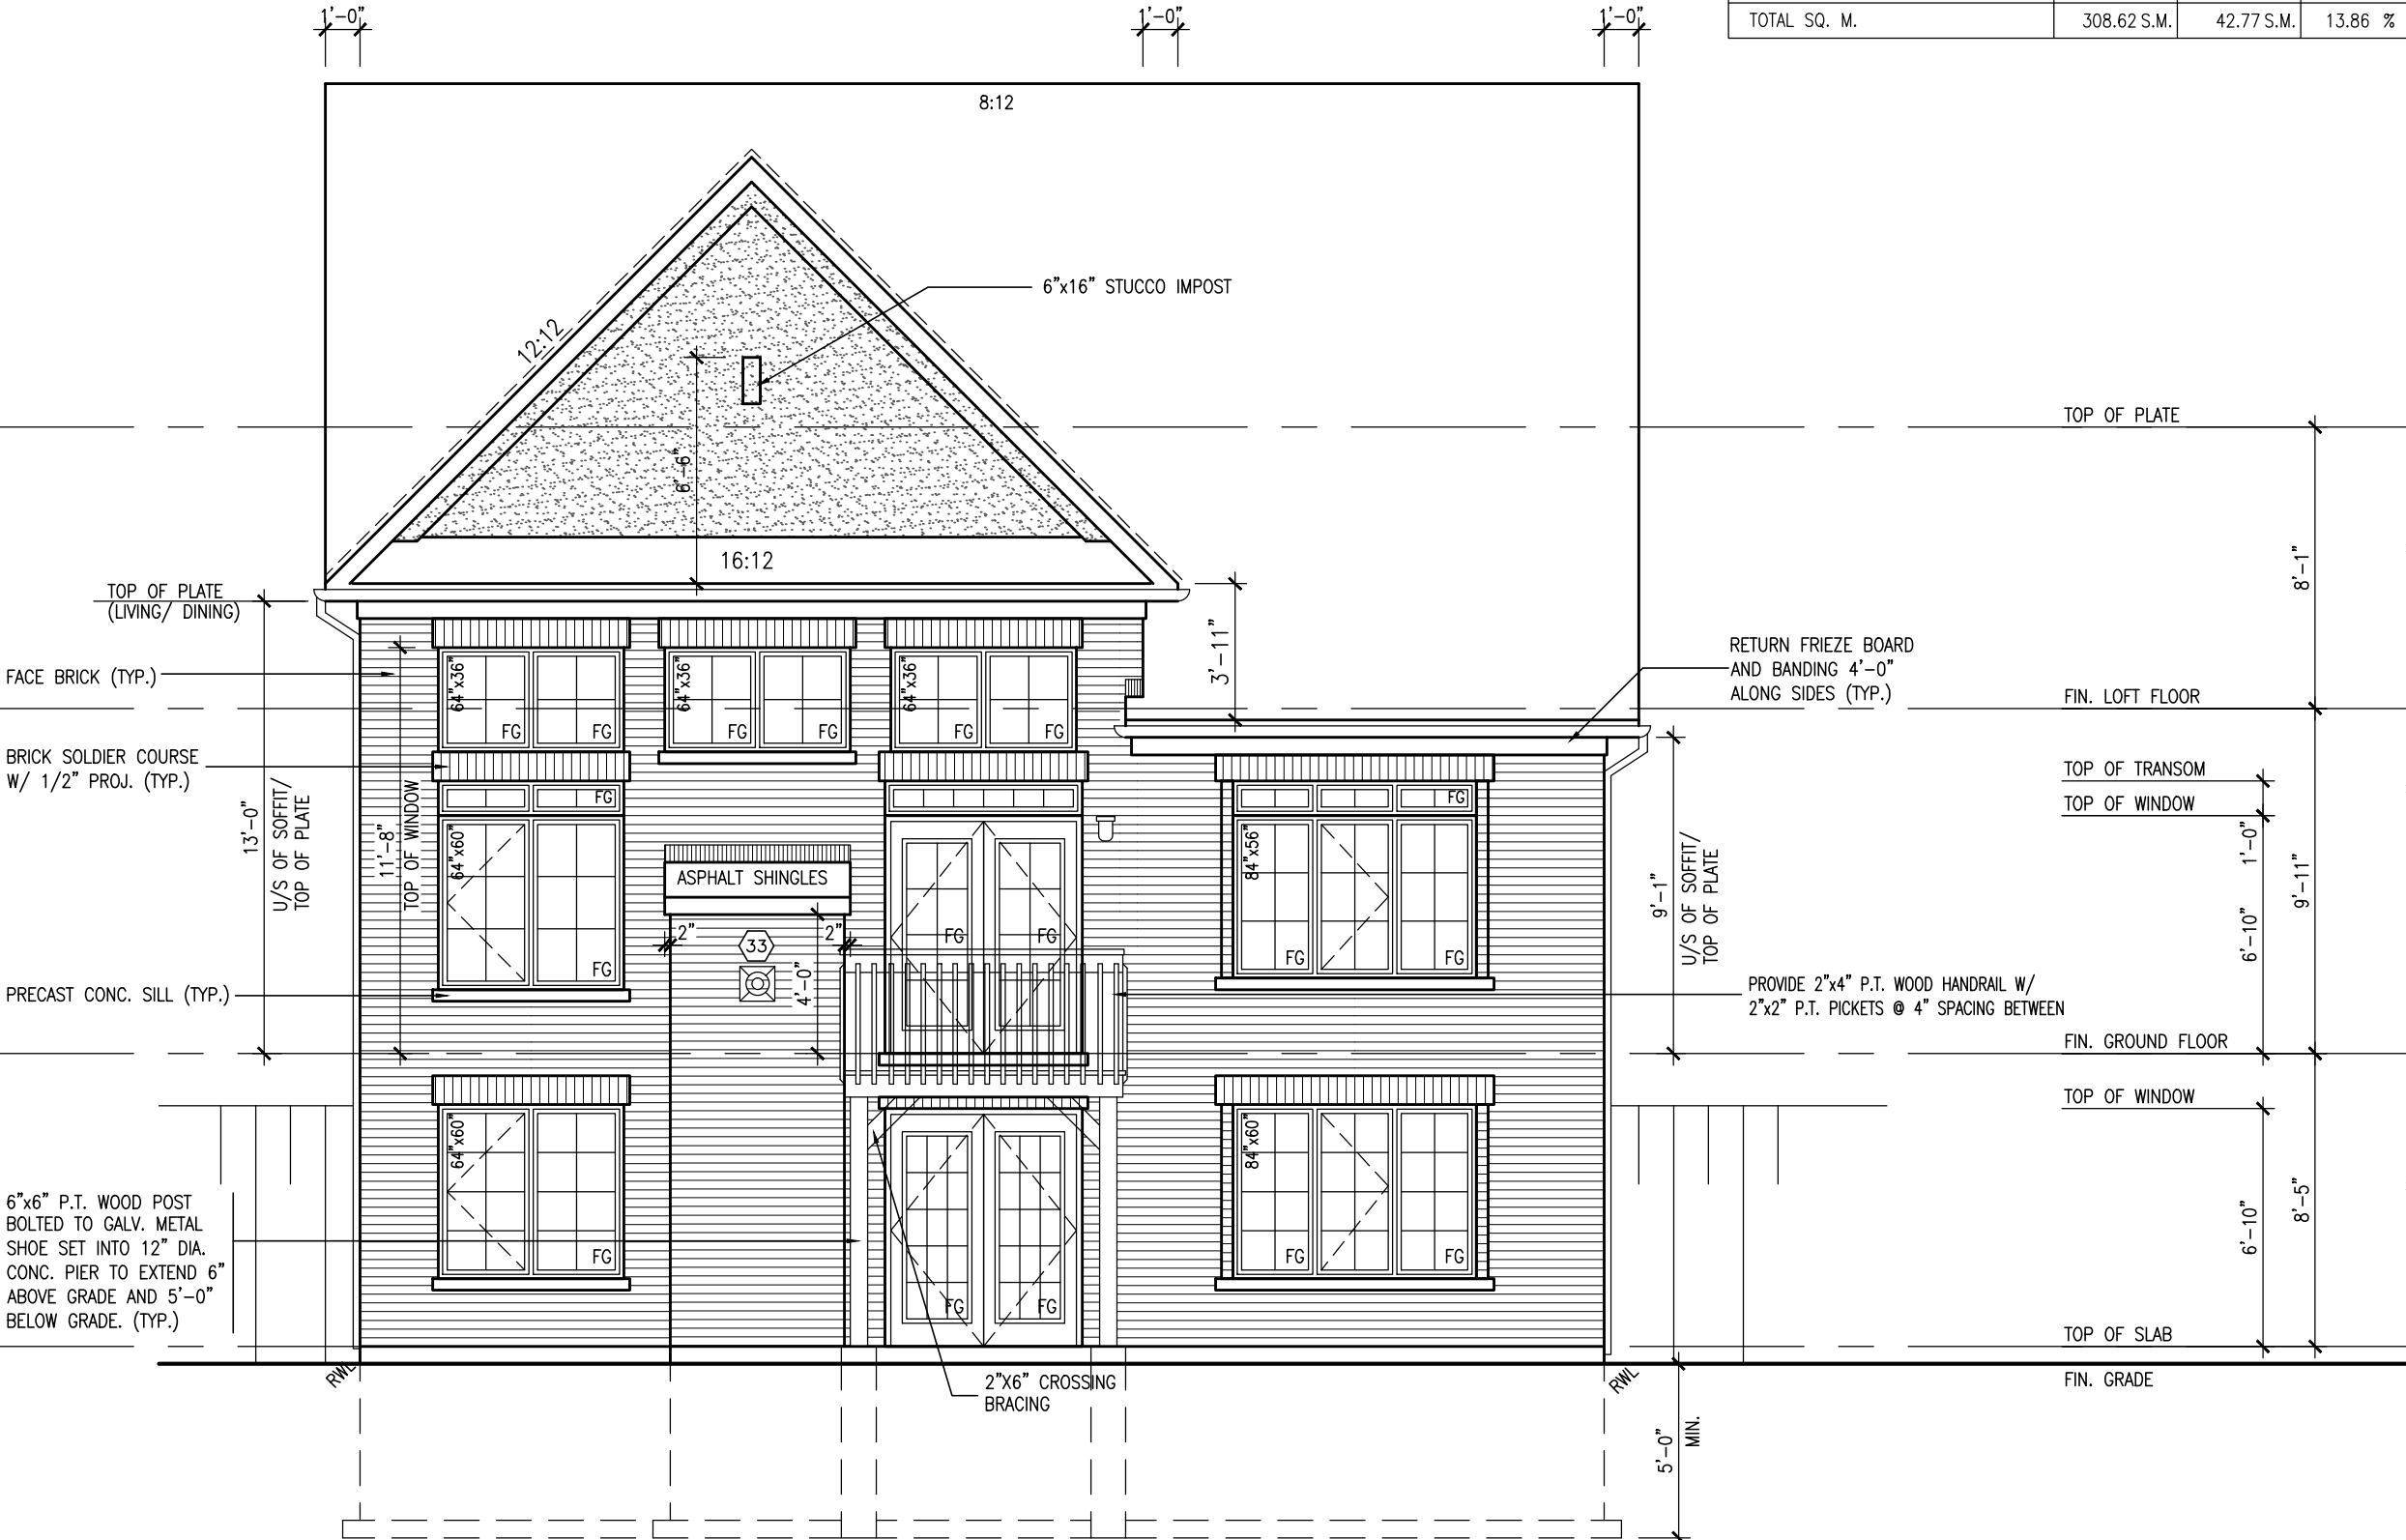 1'-0"
1'-0"
1'-0"
TOTAL SQ. M. 308.62 S.M. 42.77 S.M. 13.86 %
8:12
6"x16" STUCCO IMPOST
12:12
TOP OF PLATE
6'-6"
16:12
8'-1"
TOP OF PLATE
(LIVING/ DINING)
3'-11"
RETURN FRIEZE BOARD
AND BANDING 4'-0"
ALONG SIDES (TYP.)
FACE BRICK (TYP.)
64"x36"
64"x36"
64"x36"
FG
FG
FG
FG
FG
FG
FIN. LOFT FLOOR
BRICK SOLDIER COURSE
W/ 1/2" PROJ. (TYP.)
TOP OF TRANSOM
TOP OF WINDOW
13'-0"
U/S OF SOFFIT/
TOP OF PLATE
11'-8"
TOP OF WINDOW
FG
FG
64"x60"
84"x56"
1'-0"
9'-11"
6'-10"
ASPHALT SHINGLES
9'-1"
U/S OF SOFFIT/
TOP OF PLATE
2"
33
2"
4'-0"
FG
FG
FG
FG
FG
PRECAST CONC. SILL (TYP.)
PROVIDE 2"x4" P.T. WOOD HANDRAIL W/
2"x2" P.T. PICKETS @ 4" SPACING BETWEEN
FIN. GROUND FLOOR
TOP OF WINDOW
64"x60"
84"x60"
6'-10"
8'-5"
6"x6" P.T. WOOD POST
BOLTED TO GALV. METAL
SHOE SET INTO 12" DIA.
CONC. PIER TO EXTEND 6"
ABOVE GRADE AND 5'-0"
BELOW GRADE. (TYP.)
FG
FG
FG
FG
FG
TOP OF SLAB
RWL
RWL
FIN. GRADE
2"X6" CROSSING
BRACING
5'-0"
MIN.